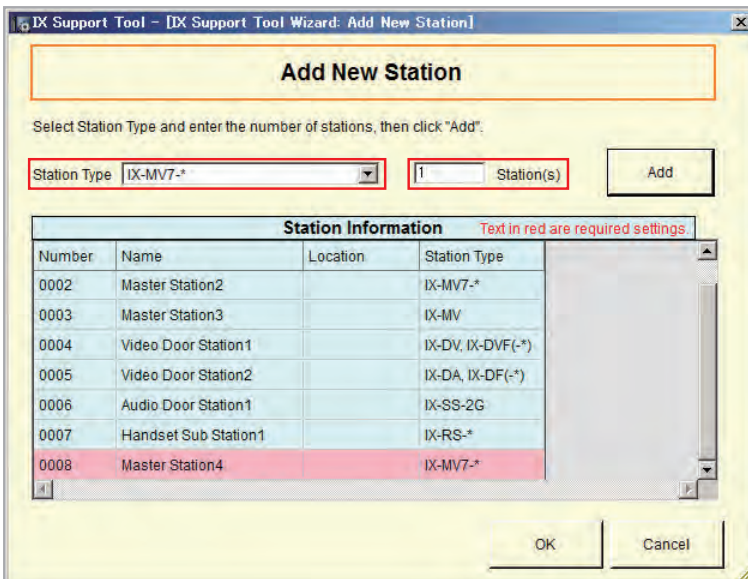 IX Support Tool - [IX Support Tool Wizard: Add New Station]
Add New Station
Select Station Type and enter the number of stations, then click "Add".
Station Type IX-MV7-* 1 Station(s) Add
Station Information Text in red are required settings.
Number Name Location Station Type
0002 Master Station2 IX-MV7-*
0003 Master Station3 IX-MV
0004 Video Door Station1 IX-DV, IX-DVF(-*)
0005 Video Door Station2 IX-DA, IX-DF(-*)
0006 Audio Door Station1 IX-SS-2G
0007 Handset Sub Station1 IX-RS-*
0008 Master Station4 IX-MV7-*
OK Cancel